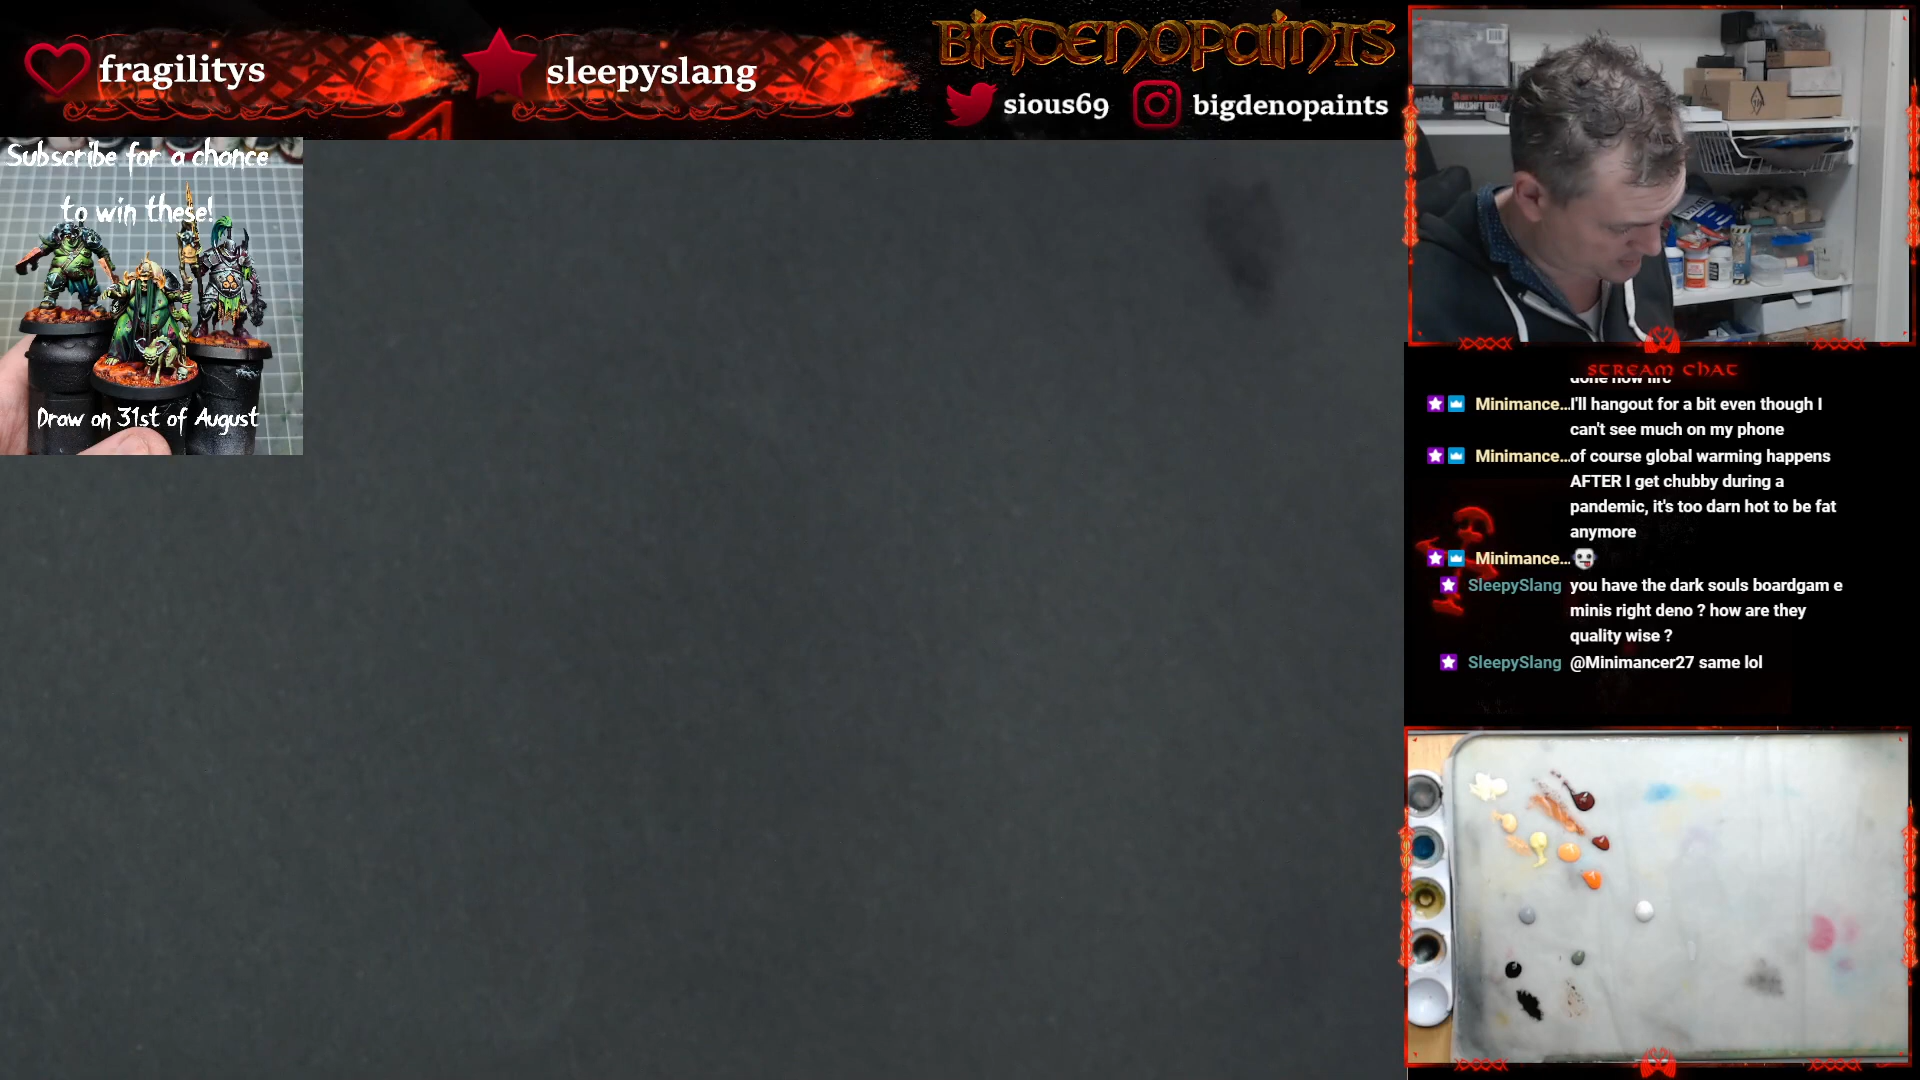 fragilitys
sleepyslang
BIGDENOPAINTS
sious69
bigdenopaints
Subscribe for a chance
to win these!
Draw on 31st of August
STREAM CHAT
Minimance... I'll hangout for a bit even though I
can't see much on my phone
Minimance... of course global warming happens
AFTER I get chubby during a
pandemic, it's too darn hot to be fat
anymore
Minimance...
SleepySlang you have the dark souls boardgam e
minis right deno ? how are they
quality wise ?
SleepySlang @Minimancer27 same lol